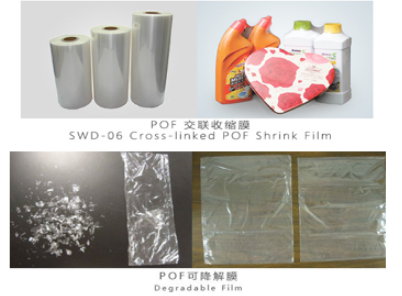 POF 交联收缩膜
SWD-06 Cross-linked POF Shrink Film
POF可降解膜
Degradable Film